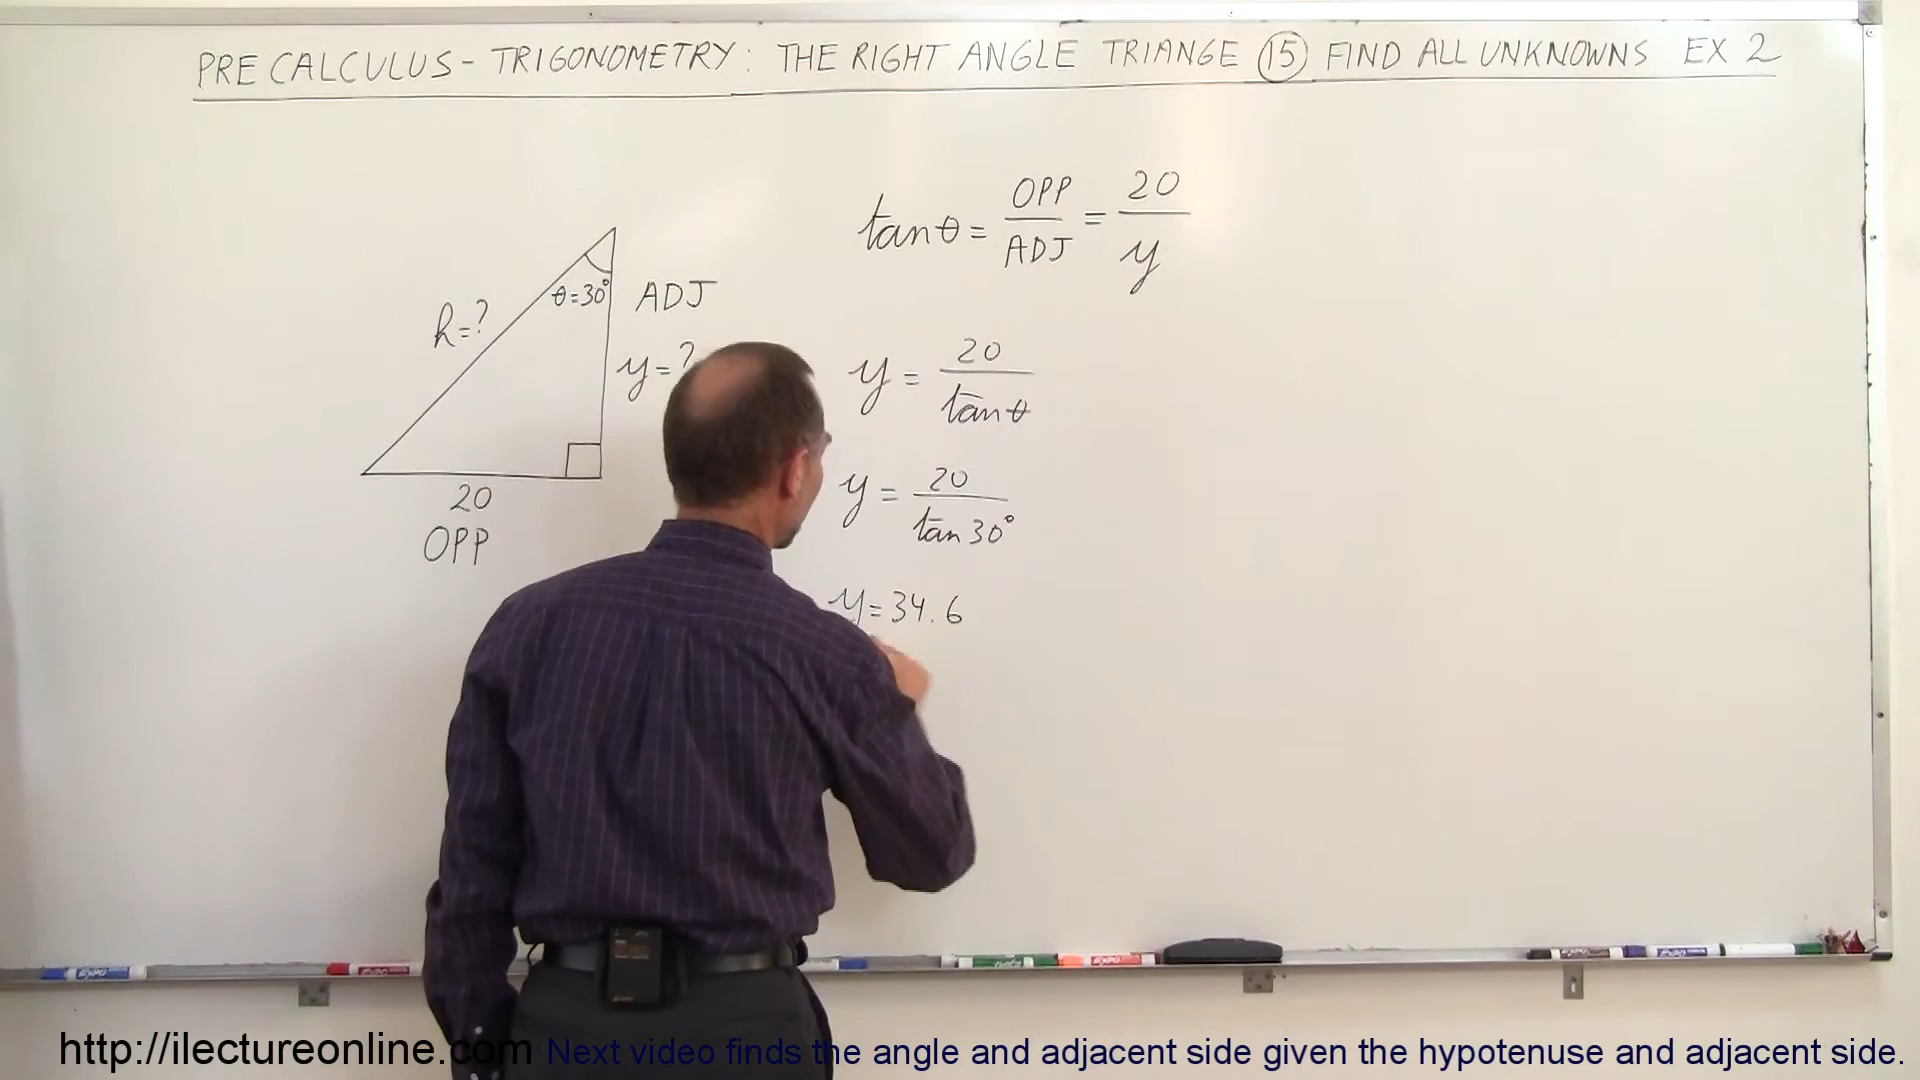 PRE CALCULUS - TRIGONOMETRY: THE RIGHT ANGLE TRIANGE 15 FIND ALL UNKNOWNS EX 2
tanθ = OPP/ADJ = 20/y
θ=30°
ADJ
h=?
y=?
20
OPP
y = 20/tanθ
y = 20/tan30°
y=34.6
http://ilectureonline.com Next video finds the angle and adjacent side given the hypotenuse and adjacent side.